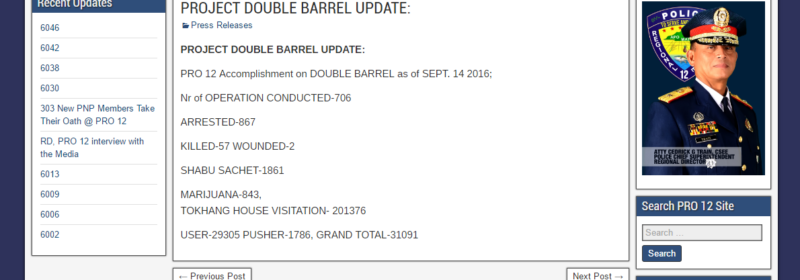 Recent Updates
6046
6042
6038
6030
303 New PNP Members Take
Their Oath @ PRO 12
RD, PRO 12 interview with
the Media
6013
6009
6006
6002
PROJECT DOUBLE BARREL UPDATE:
Press Releases
PROJECT DOUBLE BARREL UPDATE:
PRO 12 Accomplishment on DOUBLE BARREL as of SEPT. 14 2016;
Nr of OPERATION CONDUCTED-706
ARRESTED-867
KILLED-57 WOUNDED-2
SHABU SACHET-1861
MARIJUANA-843,
TOKHANG HOUSE VISITATION- 201376
USER-29305 PUSHER-1786, GRAND TOTAL-31091
← Previous Post
Next Post →
POLICE
REGIONAL
12
ATTY CEDRICK G TRAIN, CSEE
POLICE CHIEF SUPERINTENDENT
REGIONAL DIRECTOR
Search PRO 12 Site
Search ...
Search